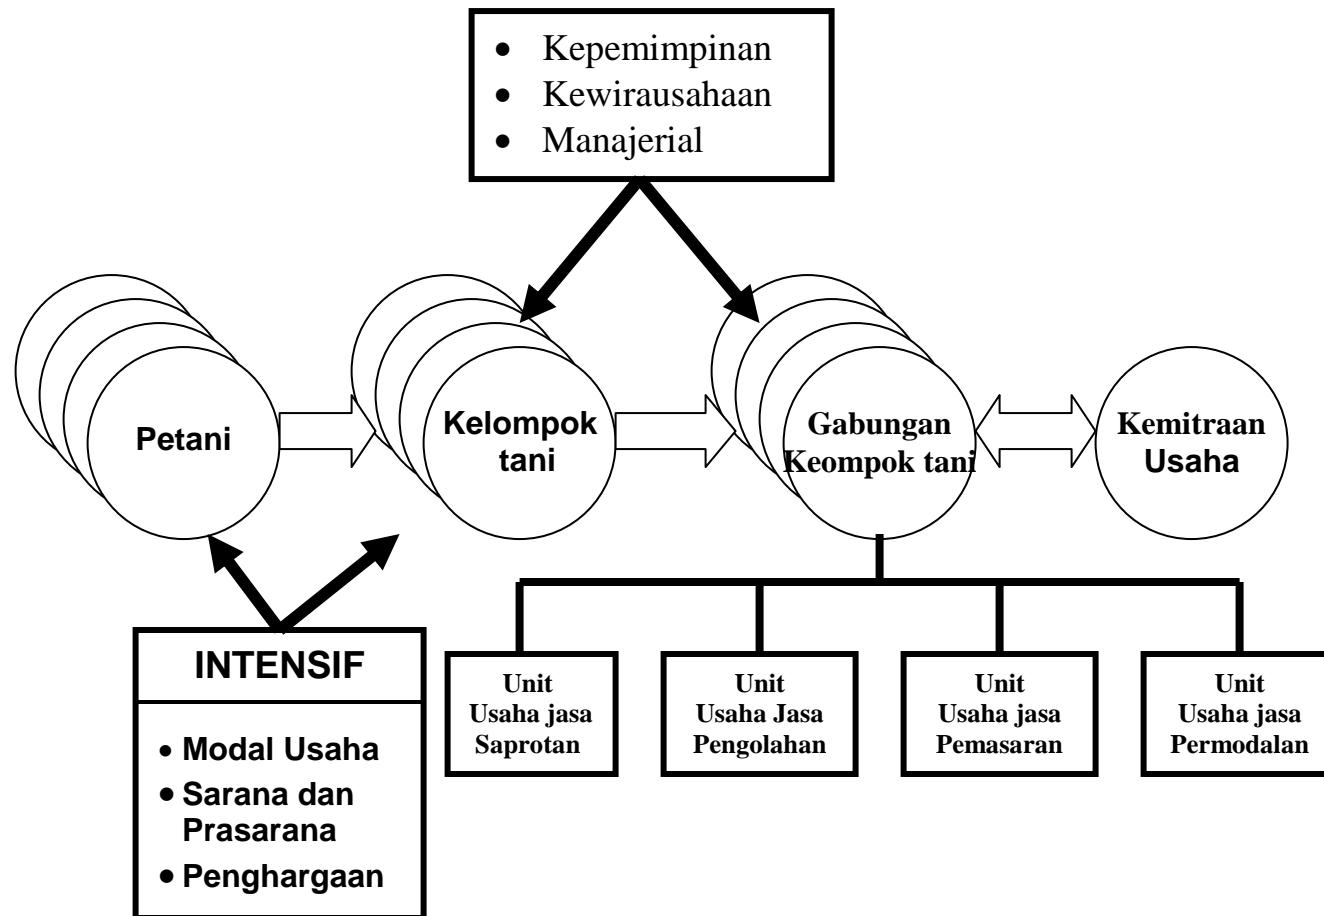 • Kepemimpinan
• Kewirausahaan
• Manajerial
Petani
Kelompok
tani
Gabungan
Keompok tani
Kemitraan
Usaha
INTENSIF
• Modal Usaha
• Sarana dan
Prasarana
• Penghargaan
Unit
Usaha jasa
Saprotan
Unit
Usaha Jasa
Pengolahan
Unit
Usaha jasa
Pemasaran
Unit
Usaha jasa
Permodalan